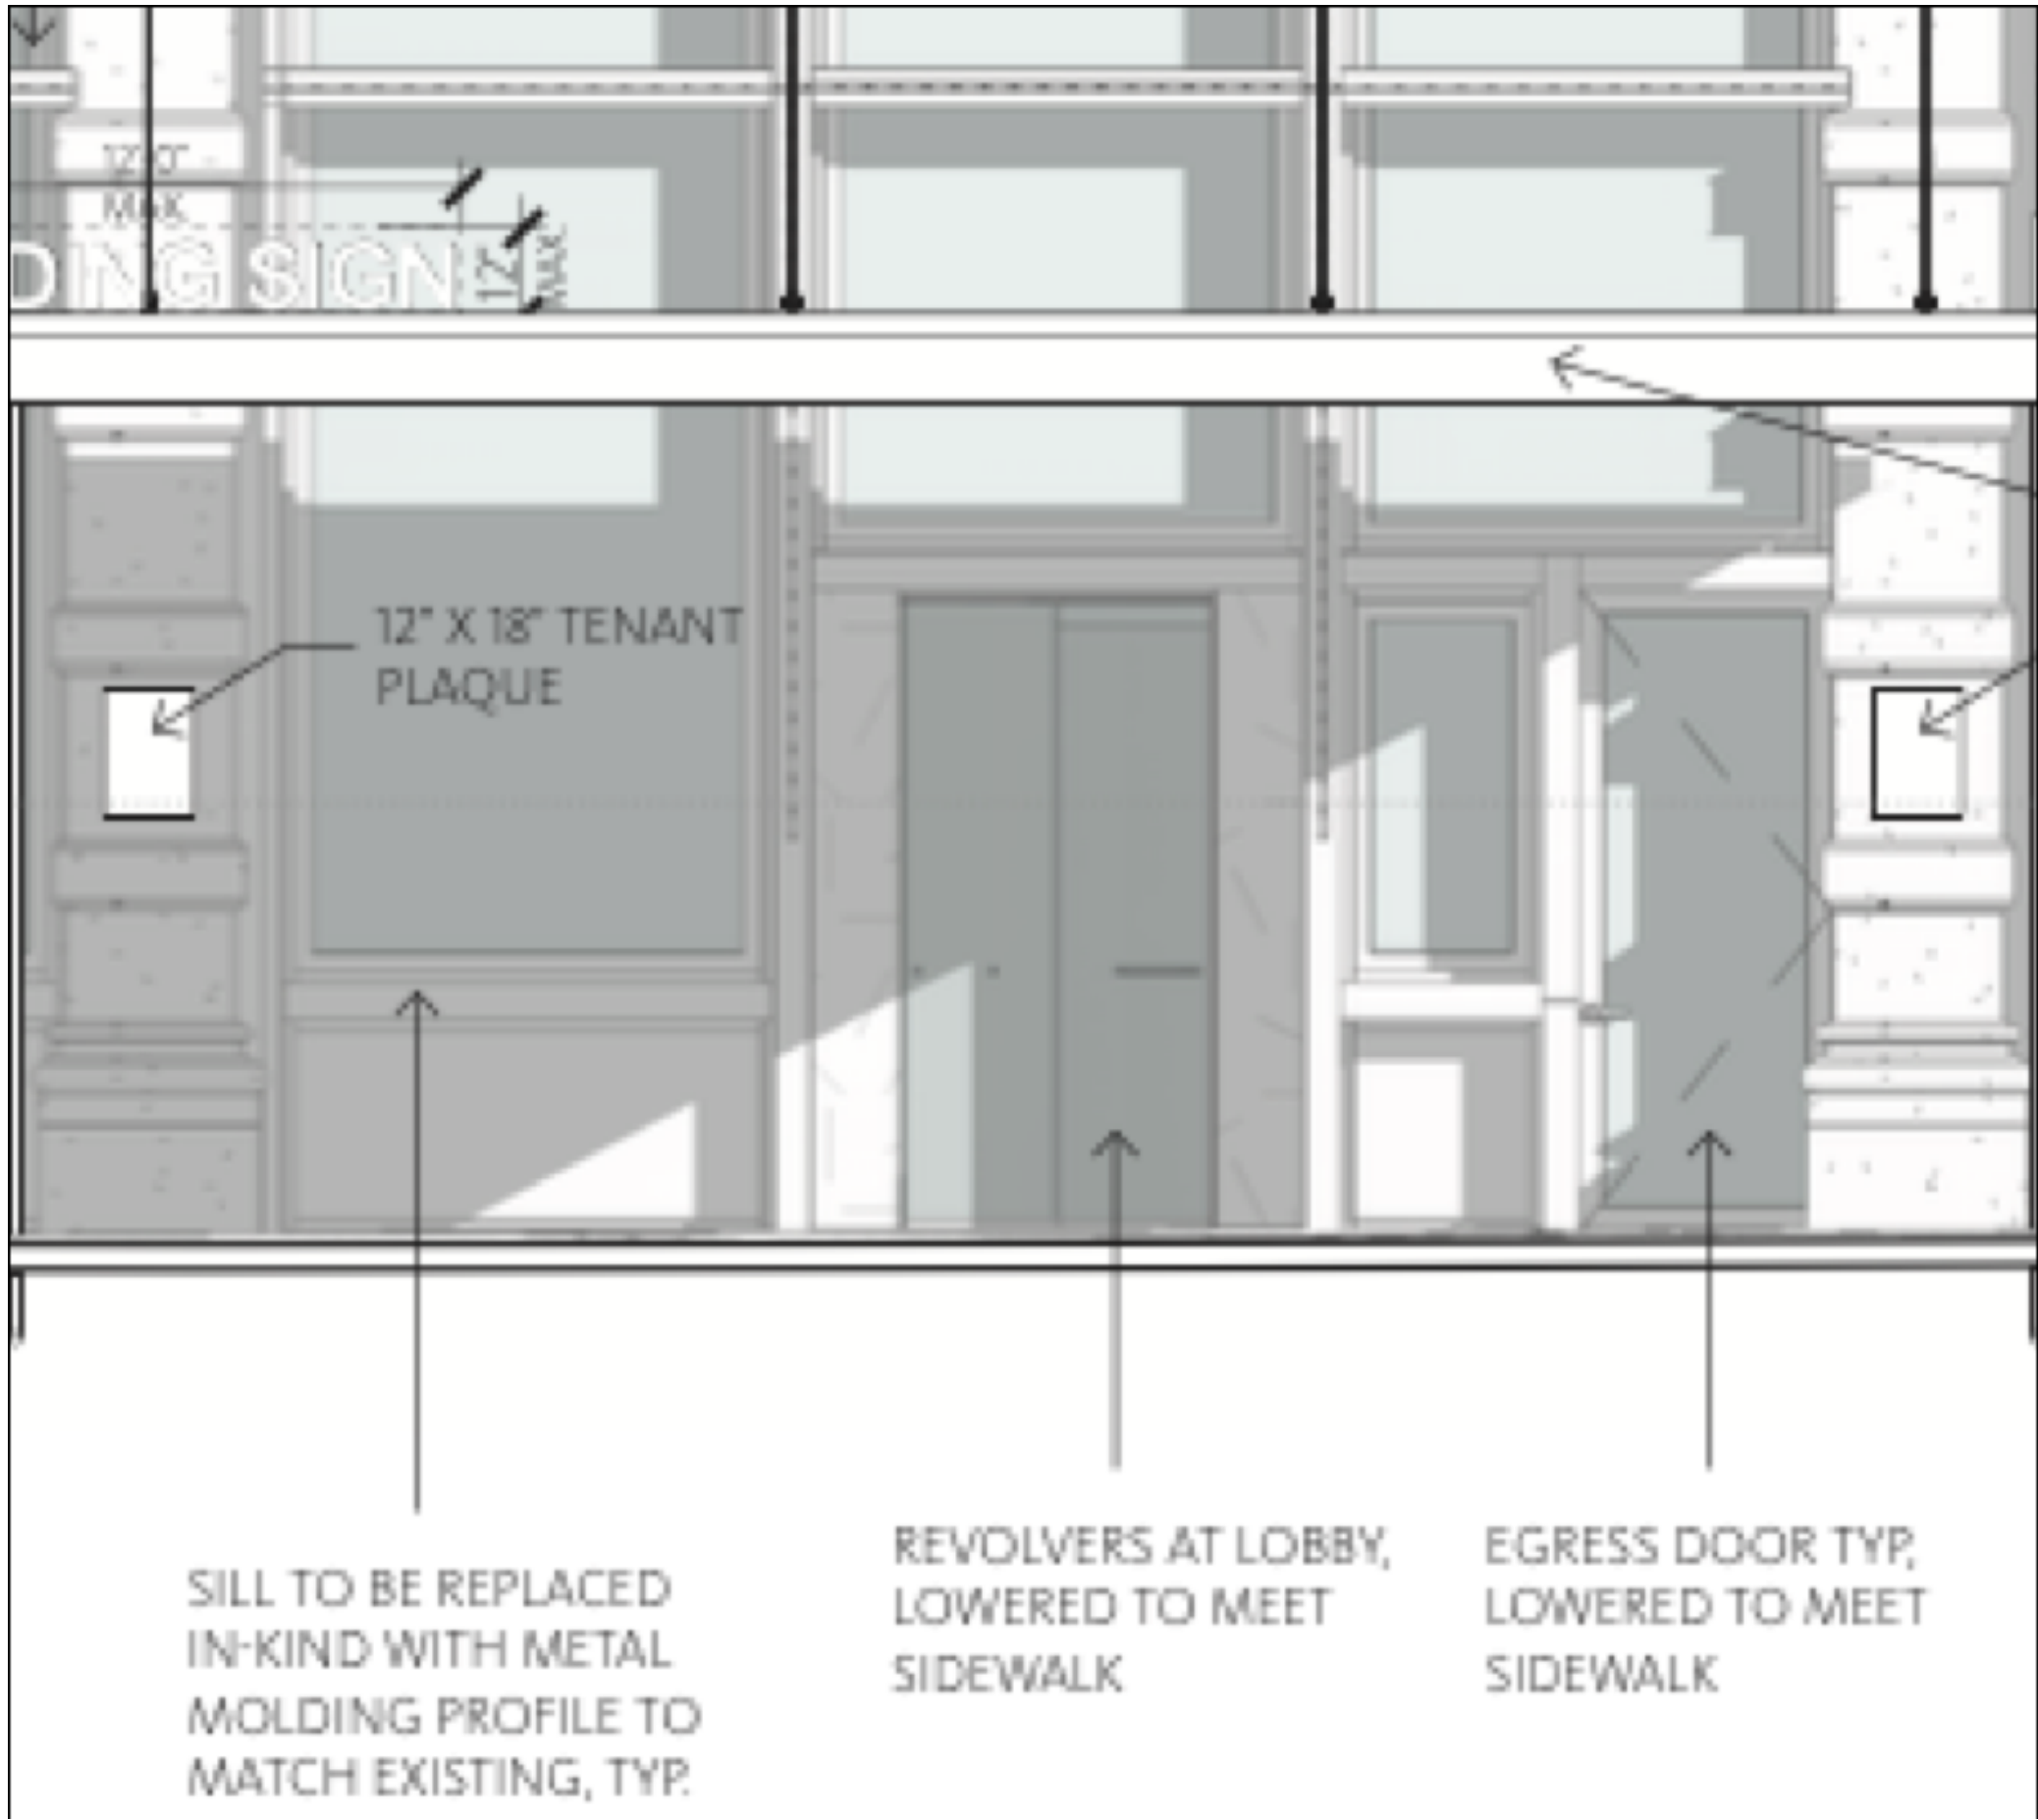 12'-0"
MAX
DING SIGN
12"
MAX
12" X 18" TENANT
PLAQUE
SILL TO BE REPLACED
IN-KIND WITH METAL
MOLDING PROFILE TO
MATCH EXISTING, TYP.
REVOLVERS AT LOBBY,
LOWERED TO MEET
SIDEWALK
EGRESS DOOR TYP,
LOWERED TO MEET
SIDEWALK